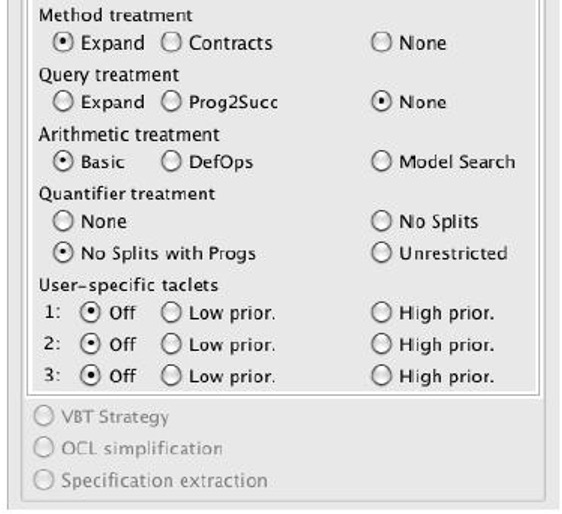 Method treatment
Expand Contracts None
Query treatment
Expand Prog2Succ None
Arithmetic treatment
Basic DefOps Model Search
Quantifier treatment
None No Splits
No Splits with Progs Unrestricted
User-specific taclets
1: Off Low prior. High prior.
2: Off Low prior. High prior.
3: Off Low prior. High prior.
VBT Strategy
OCL simplification
Specification extraction